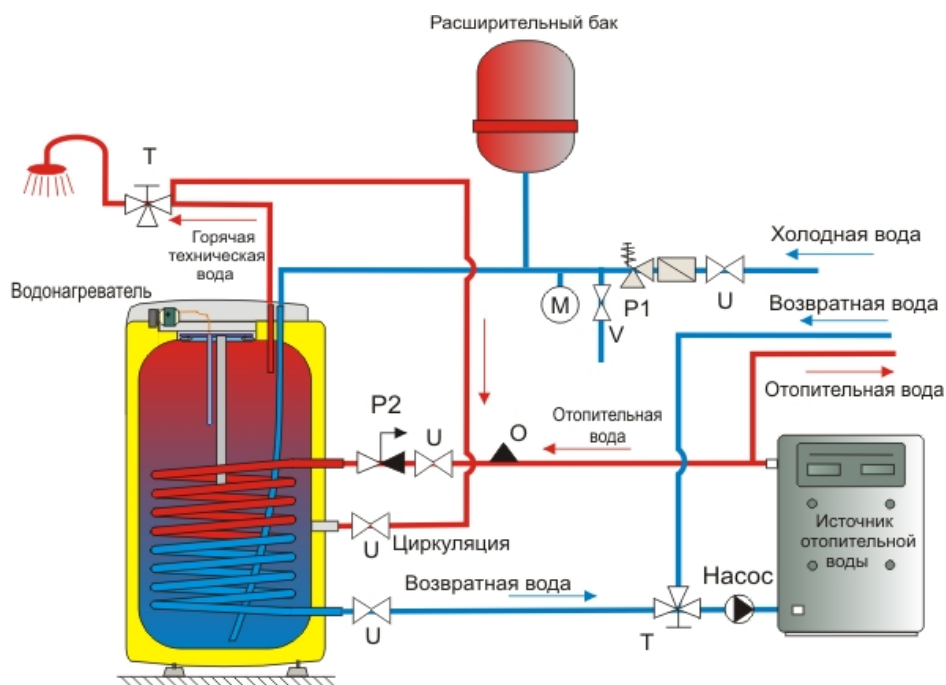 Расширительный бак
T
Горячая
техническая
вода
Холодная вода
Водонагреватель
M
P1
U
V
Возвратная вода
Отопительная вода
P2
U
O
Отопительная
вода
Источник
отопительной
воды
U
Циркуляция
Возвратная вода
Насос
U
T